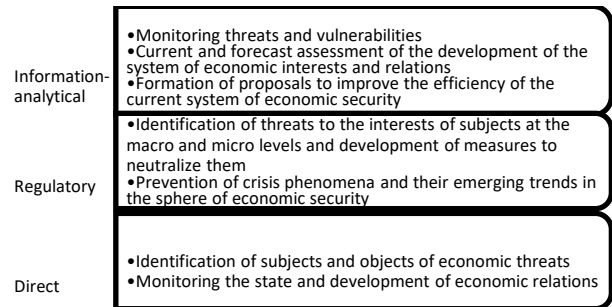 Information-
analytical
•Monitoring threats and vulnerabilities
•Current and forecast assessment of the development of the
system of economic interests and relations
•Formation of proposals to improve the efficiency of the
current system of economic security
Regulatory
•Identification of threats to the interests of subjects at the
macro and micro levels and development of measures to
neutralize them
•Prevention of crisis phenomena and their emerging trends in
the sphere of economic security
Direct
•Identification of subjects and objects of economic threats
•Monitoring the state and development of economic relations